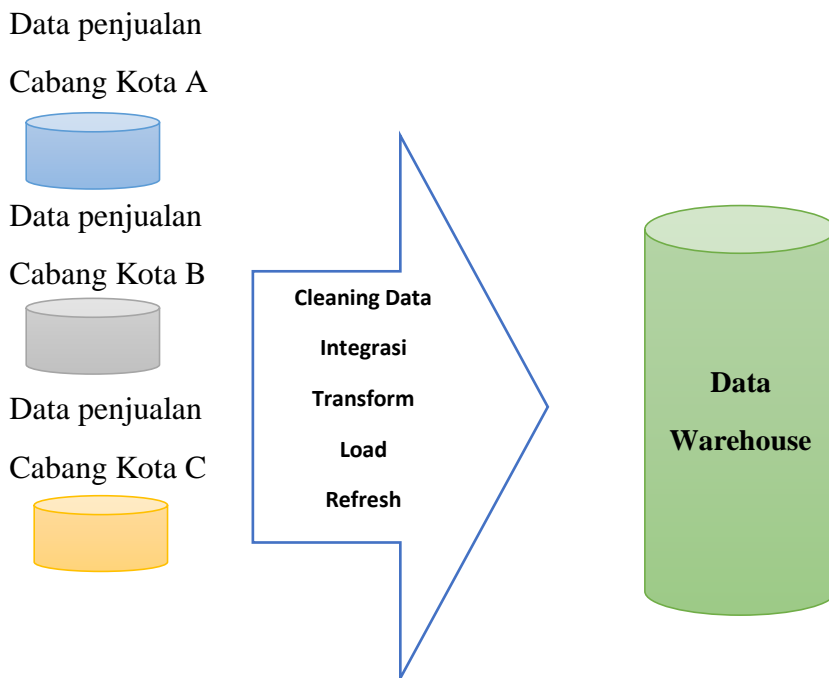 Data penjualan
Cabang Kota A
Data penjualan
Cabang Kota B
Data penjualan
Cabang Kota C
Cleaning Data
Integrasi
Transform
Load
Refresh
Data
Warehouse